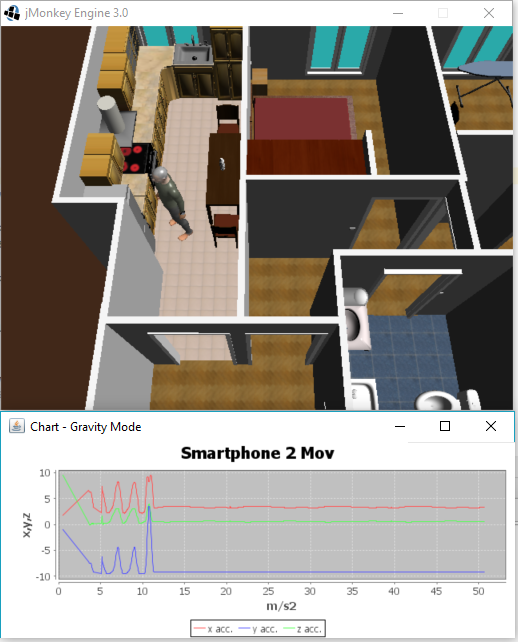 jMonkey Engine 3.0
Chart - Gravity Mode
Smartphone 2 Mov
x,y,z
10
5
0
-5
-10
0 5 10 15 20 25 30 35 40 45 50
m/s2
x acc. y acc. z acc.